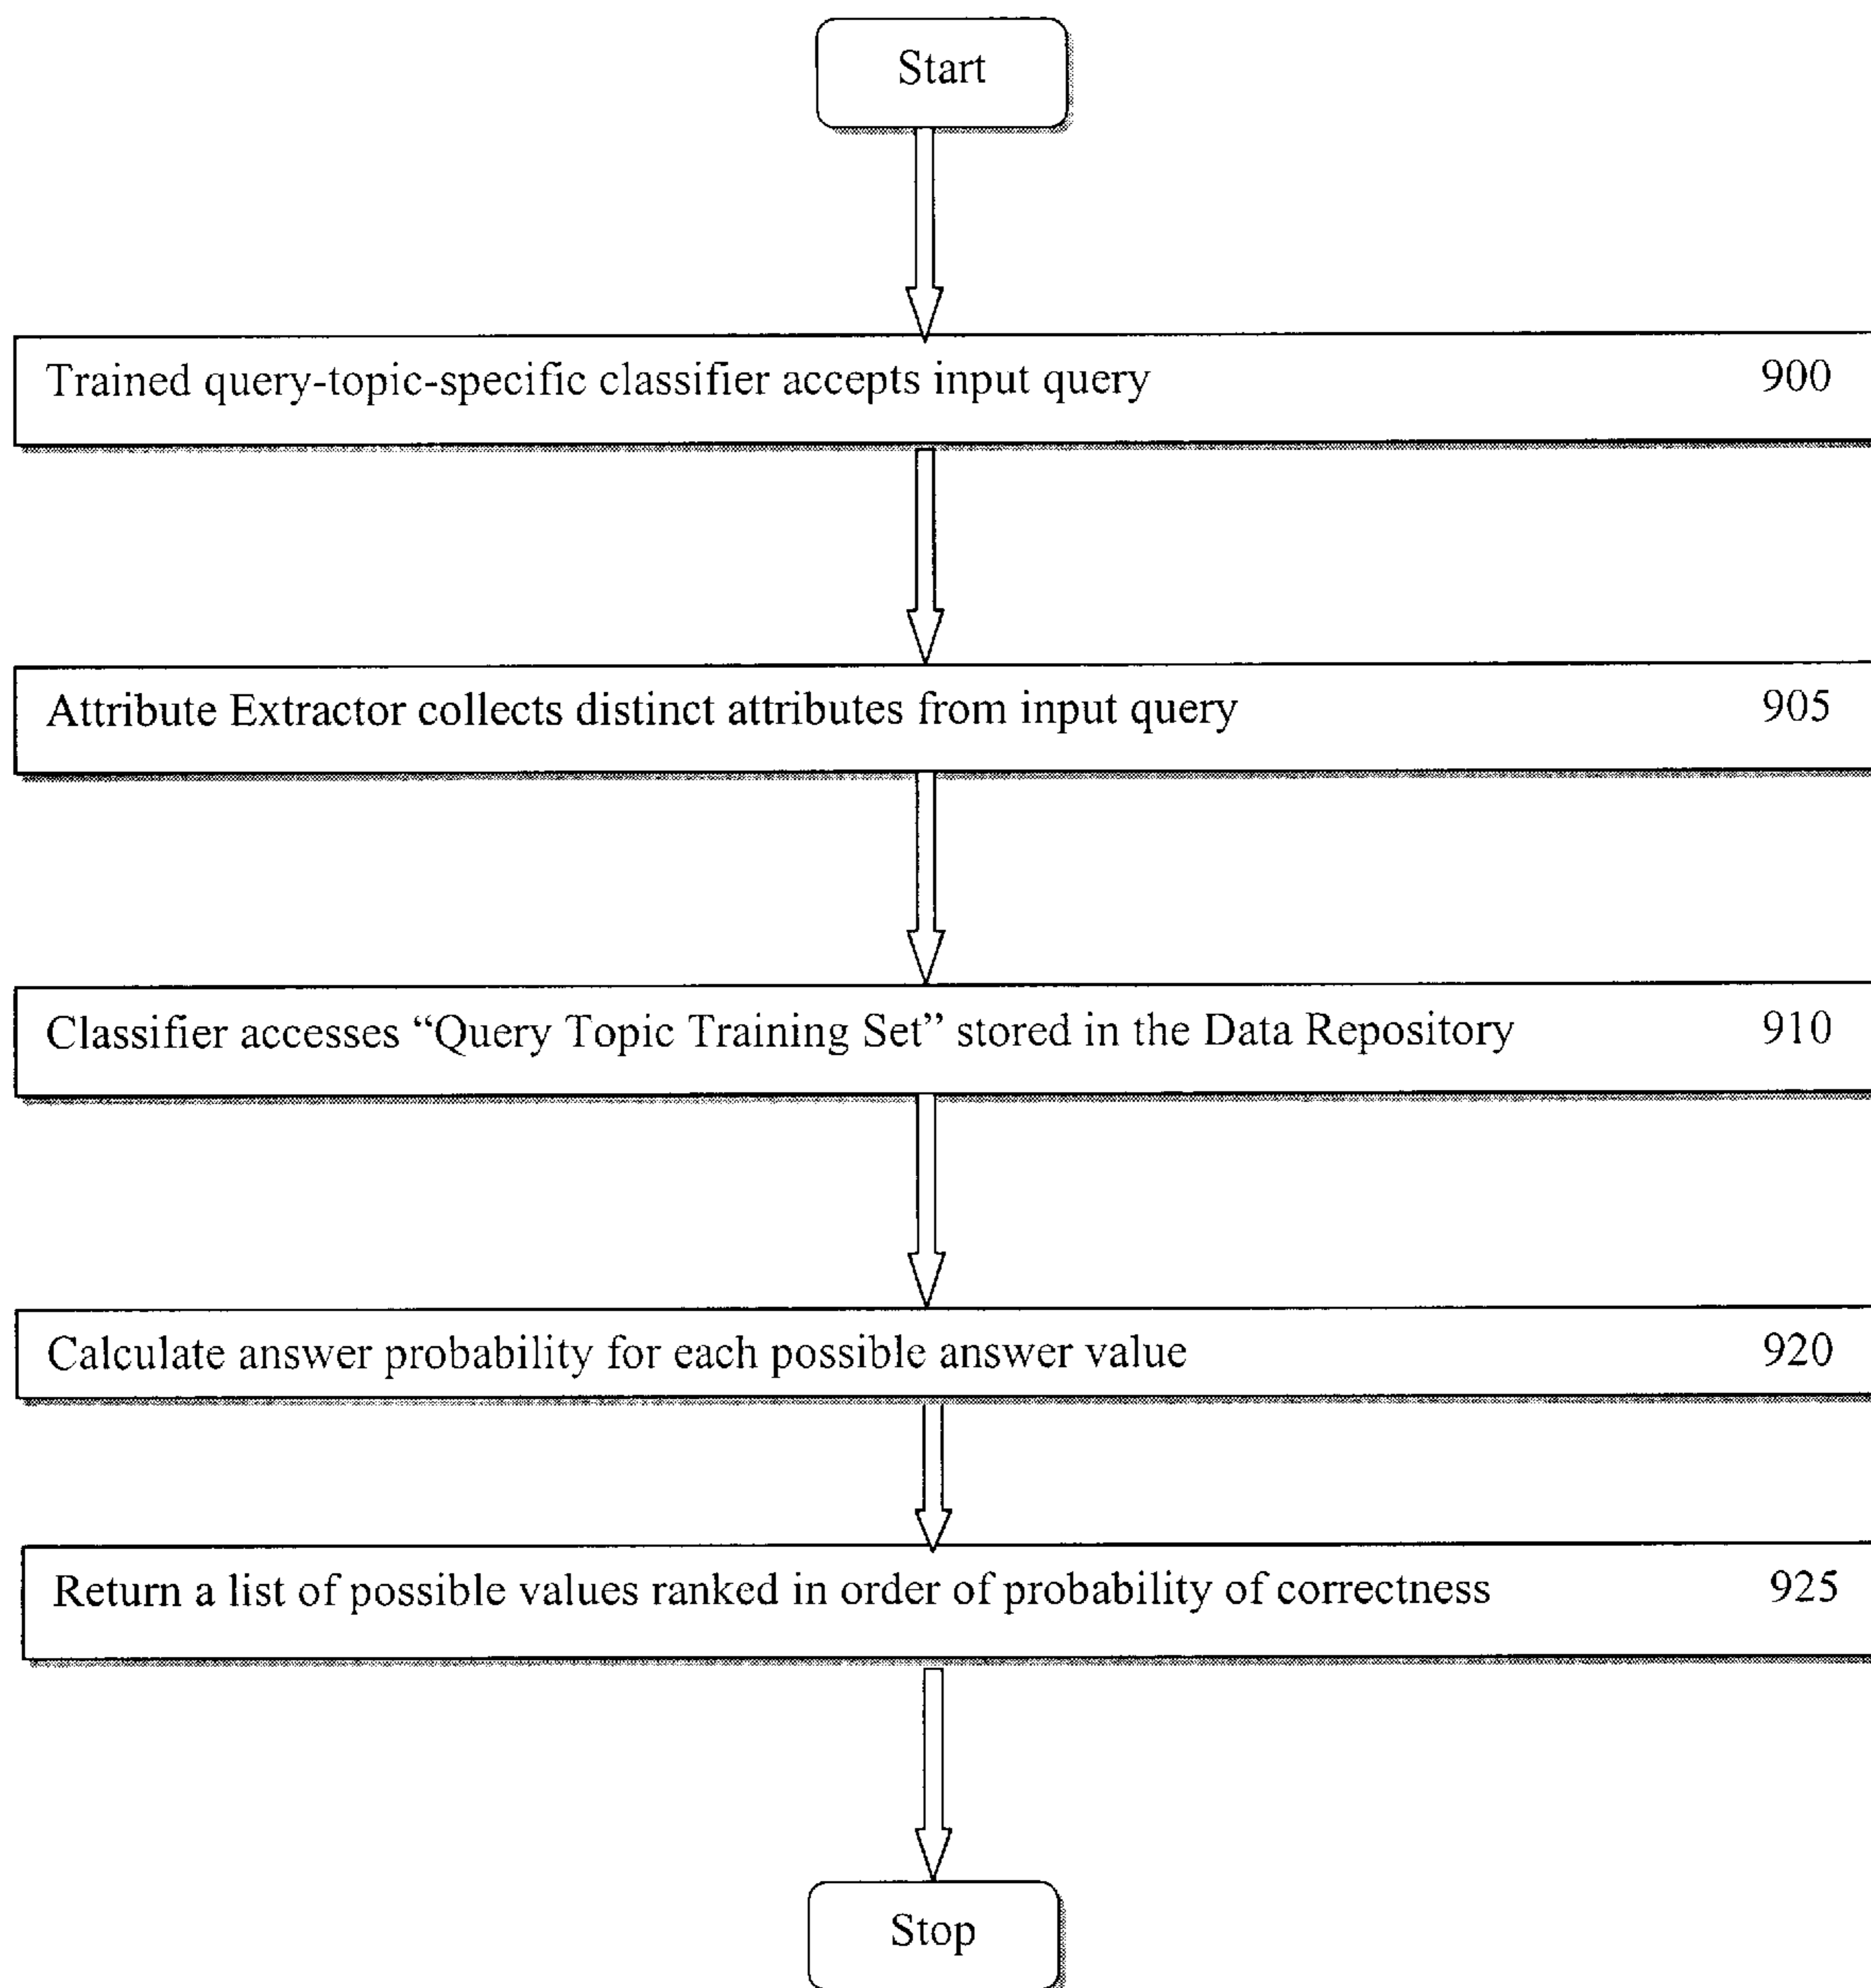 Start
Trained query-topic-specific classifier accepts input query 900
Attribute Extractor collects distinct attributes from input query 905
Classifier accesses “Query Topic Training Set” stored in the Data Repository 910
Calculate answer probability for each possible answer value 920
Return a list of possible values ranked in order of probability of correctness 925
Stop